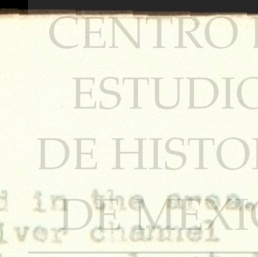 CENTRO
ESTUDIO
DE HISTO
d in the area.
DE MEXIC
iver channel